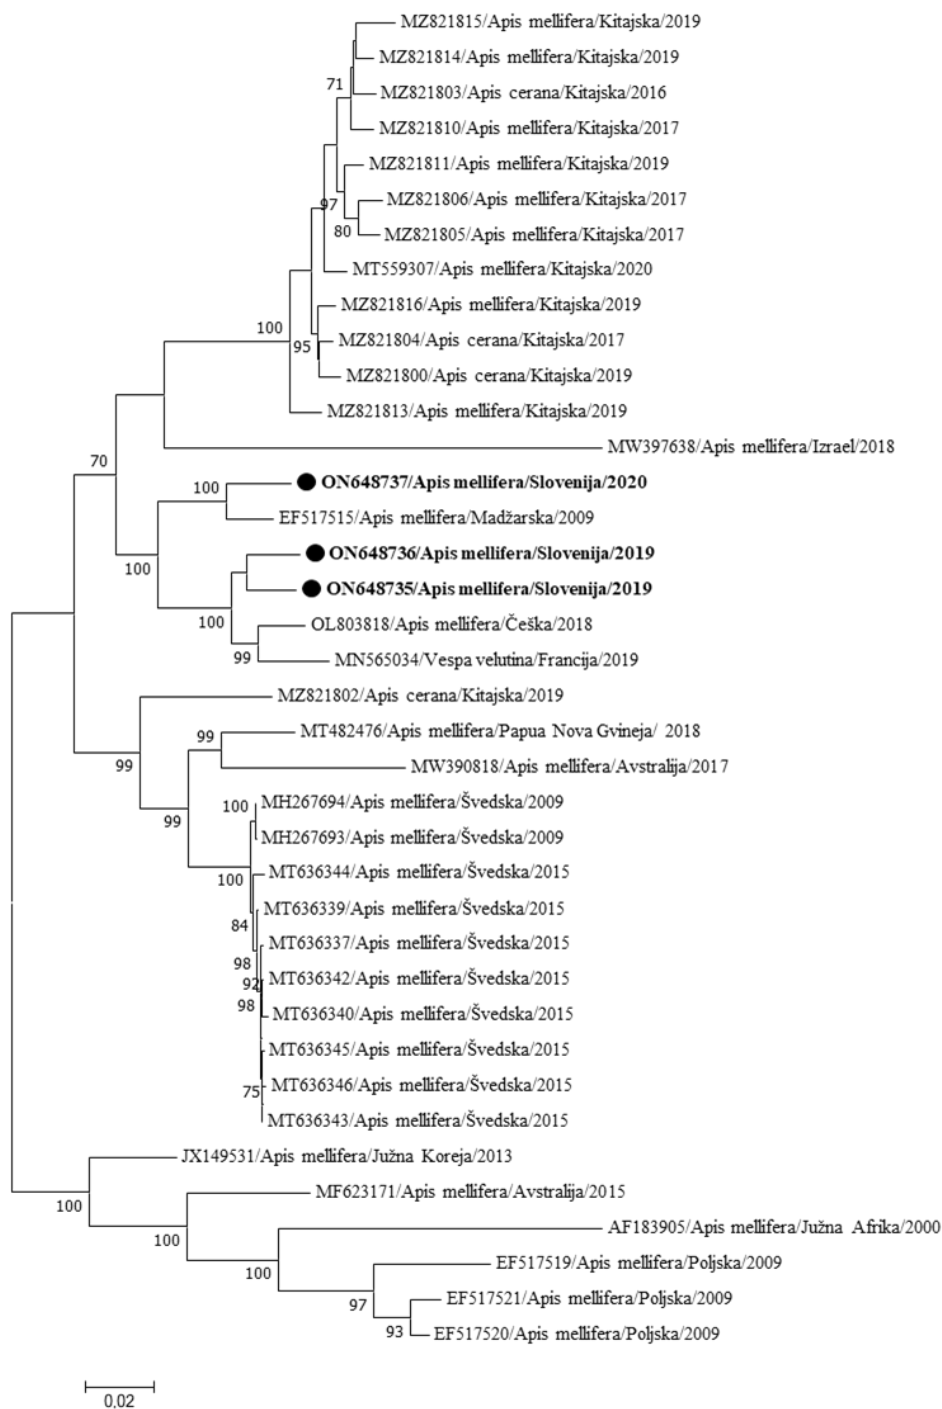 MZ821815/Apis mellifera/Kitajska/2019
MZ821814/Apis mellifera/Kitajska/2019
71
MZ821803/Apis cerana/Kitajska/2016
MZ821810/Apis mellifera/Kitajska/2017
MZ821811/Apis mellifera/Kitajska/2019
97
MZ821806/Apis mellifera/Kitajska/2017
80
MZ821805/Apis mellifera/Kitajska/2017
MT559307/Apis mellifera/Kitajska/2020
MZ821816/Apis mellifera/Kitajska/2019
100
95
MZ821804/Apis cerana/Kitajska/2017
MZ821800/Apis cerana/Kitajska/2019
MZ821813/Apis mellifera/Kitajska/2019
MW397638/Apis mellifera/Izrael/2018
70
100
ON648737/Apis mellifera/Slovenija/2020
EF517515/Apis mellifera/Madžarska/2009
ON648736/Apis mellifera/Slovenija/2019
100
ON648735/Apis mellifera/Slovenija/2019
100
OL803818/Apis mellifera/Češka/2018
99
MN565034/Vespa velutina/Francija/2019
MZ821802/Apis cerana/Kitajska/2019
99
MT482476/Apis mellifera/Papua Nova Gvineja/ 2018
99
MW390818/Apis mellifera/Avstralija/2017
100
MH267694/Apis mellifera/Švedska/2009
99
MH267693/Apis mellifera/Švedska/2009
100
MT636344/Apis mellifera/Švedska/2015
MT636339/Apis mellifera/Švedska/2015
84
MT636337/Apis mellifera/Švedska/2015
98
92
MT636342/Apis mellifera/Švedska/2015
98
MT636340/Apis mellifera/Švedska/2015
MT636345/Apis mellifera/Švedska/2015
75
MT636346/Apis mellifera/Švedska/2015
MT636343/Apis mellifera/Švedska/2015
JX149531/Apis mellifera/Južna Koreja/2013
100
MF623171/Apis mellifera/Avstralija/2015
100
AF183905/Apis mellifera/Južna Afrika/2000
100
EF517519/Apis mellifera/Poljska/2009
97
EF517521/Apis mellifera/Poljska/2009
93
EF517520/Apis mellifera/Poljska/2009
0,02